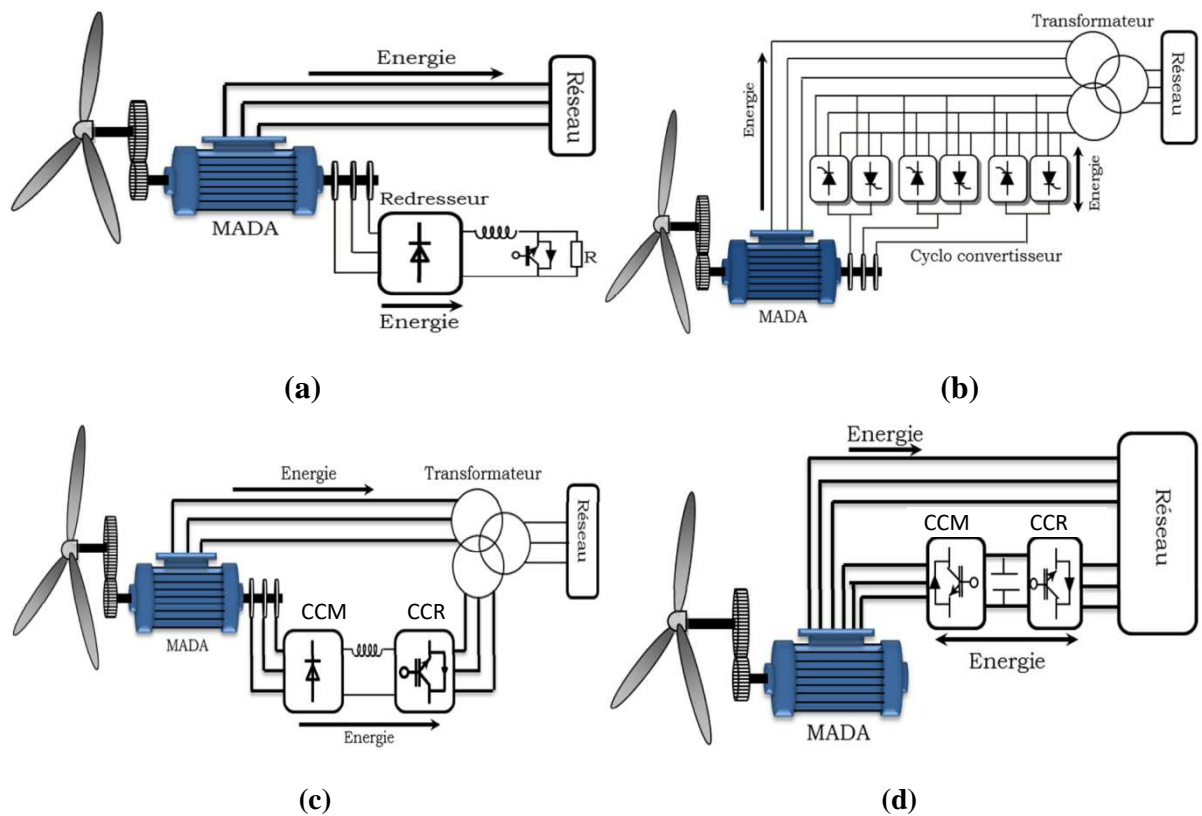 Energie
Réseau
MADA
Redresseur
R
Energie
(a)
Transformateur
Réseau
Energie
Energie
Cyclo convertisseur
MADA
(b)
Energie
Transformateur
Réseau
CCM
CCR
MADA
Energie
(c)
Energie
Réseau
CCM
CCR
Energie
MADA
(d)